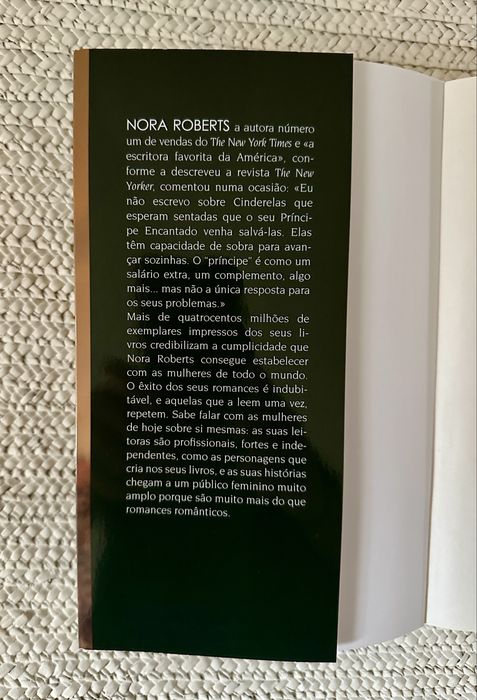 NORA ROBERTS a autora número
um de vendas do The New York Times e «a
escritora favorita da América», con-
forme a descreveu a revista The New
Yorker, comentou numa ocasião: «Eu
não escrevo sobre Cinderelas que
esperam sentadas que o seu Prínci-
pe Encantado venha salvá-las. Elas
têm capacidade de sobra para avan-
çar sozinhas. O "príncipe" é como um
salário extra, um complemento, algo
mais... mas não a única resposta para
os seus problemas.»
Mais de quatrocentos milhões de
exemplares impressos dos seus li-
vros credibilizam a cumplicidade que
Nora Roberts consegue estabelecer
com as mulheres de todo o mundo.
O êxito dos seus romances é indubi-
tável, e aquelas que a leem uma vez,
repetem. Sabe falar com as mulheres
de hoje sobre si mesmas: as suas lei-
toras são profissionais, fortes e inde-
pendentes, como as personagens que
cria nos seus livros, e as suas histórias
chegam a um público feminino muito
amplo porque são muito mais do que
romances românticos.